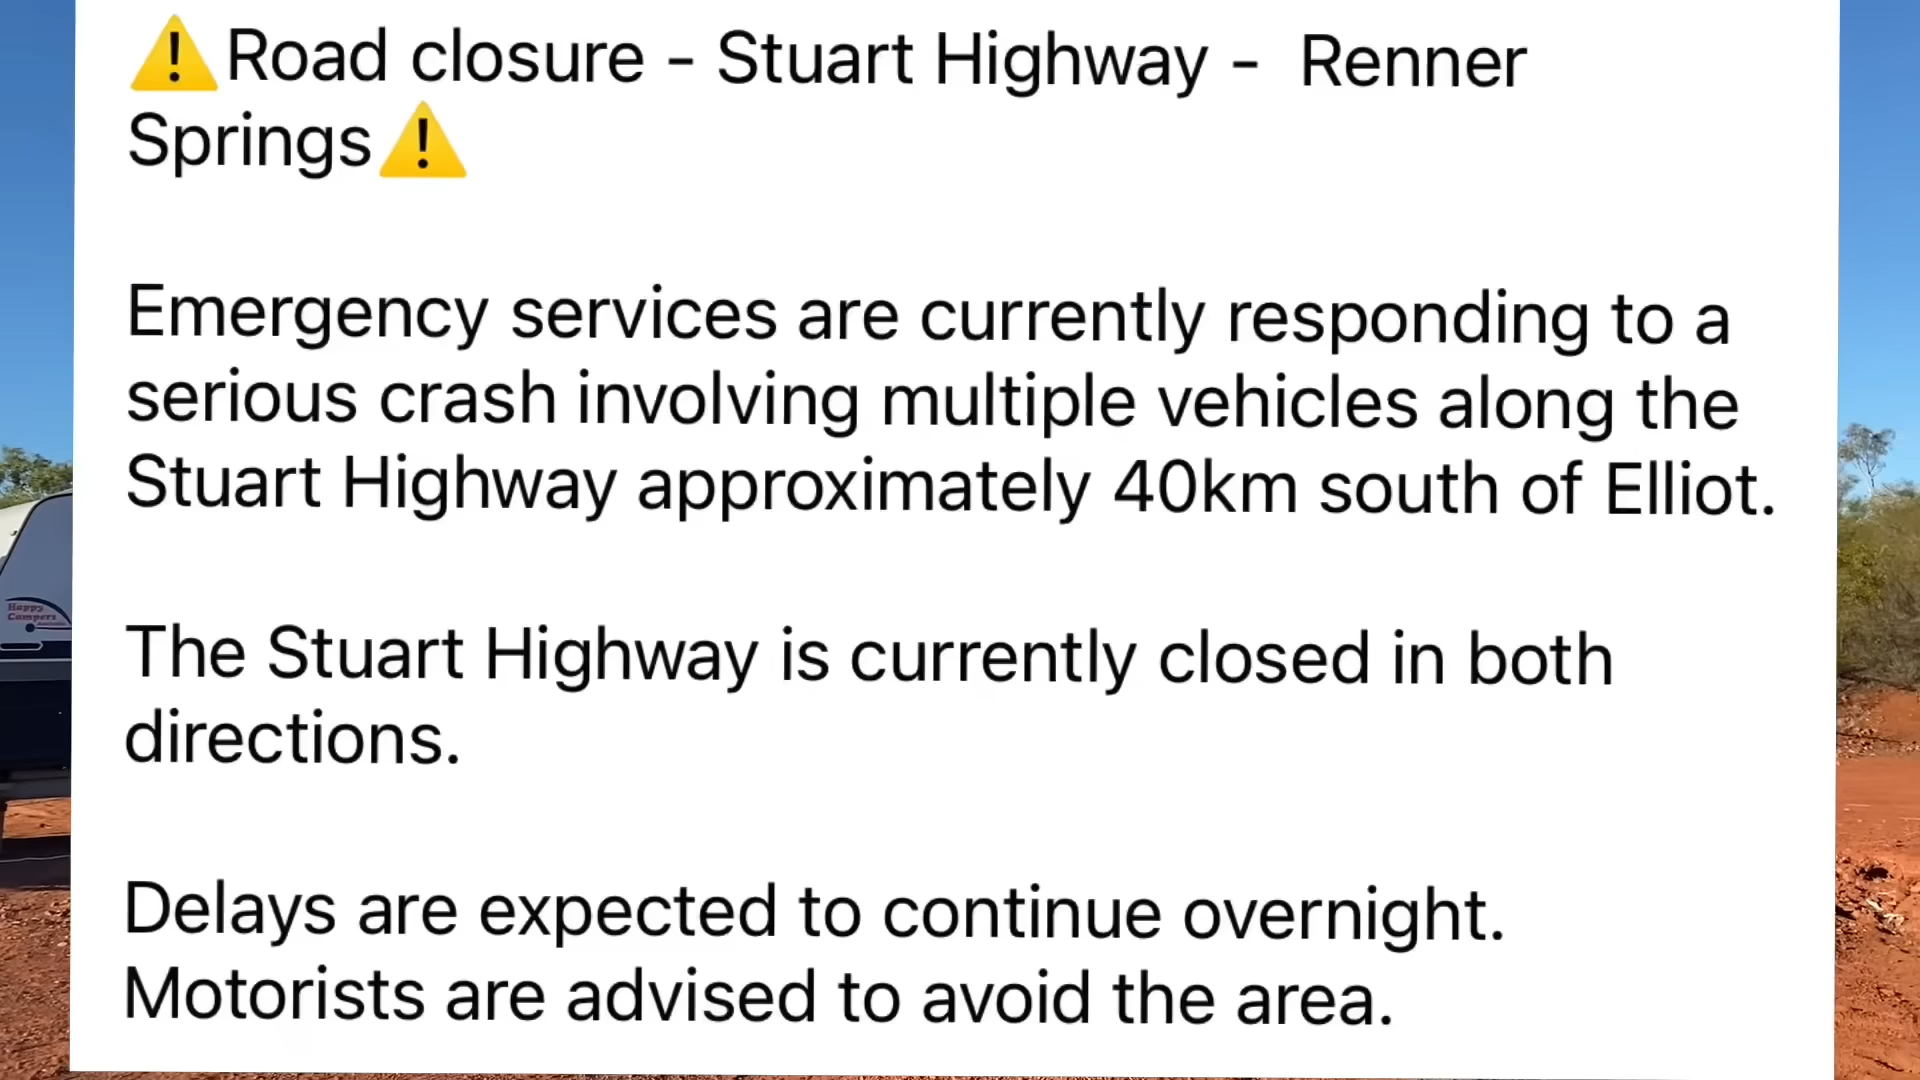 ⚠️Road closure - Stuart Highway - Renner
Springs⚠️
Emergency services are currently responding to a
serious crash involving multiple vehicles along the
Stuart Highway approximately 40km south of Elliot.
The Stuart Highway is currently closed in both
directions.
Delays are expected to continue overnight.
Motorists are advised to avoid the area.
Happy
Campers